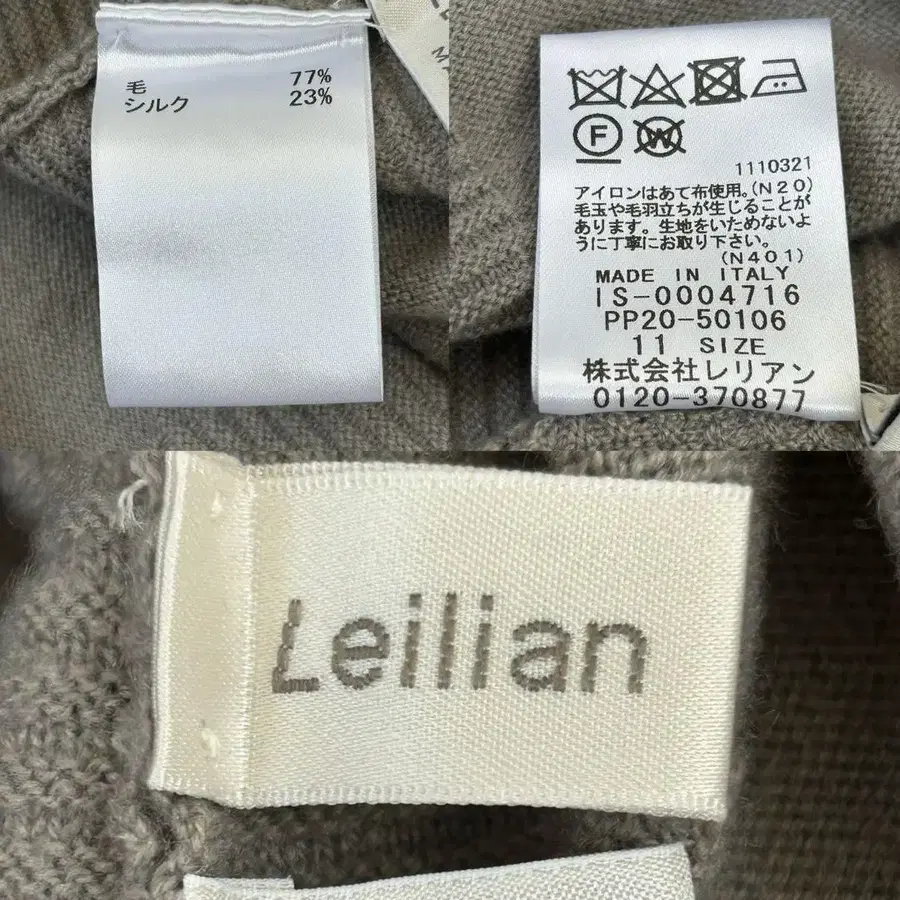 毛 77%
シルク 23%
F
W
1110321
アイロンはあて布使用。(N20)
毛玉や毛羽立ちが生じることが
あります。生地をいためないよ
うに丁寧にお取り下さい。
(N401)
MADE IN ITALY
IS-0004716
PP20-50106
11 SIZE
株式会社レリアン
0120-370877
Leilian